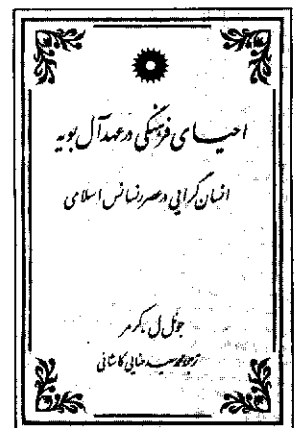 احیای فرهنگی در عهد آل بویه
انسان‌گرایی در عصر رنسانس اسلامی
جوئل ل. کرمر
ترجمه محمد سعید حنایی کاشانی